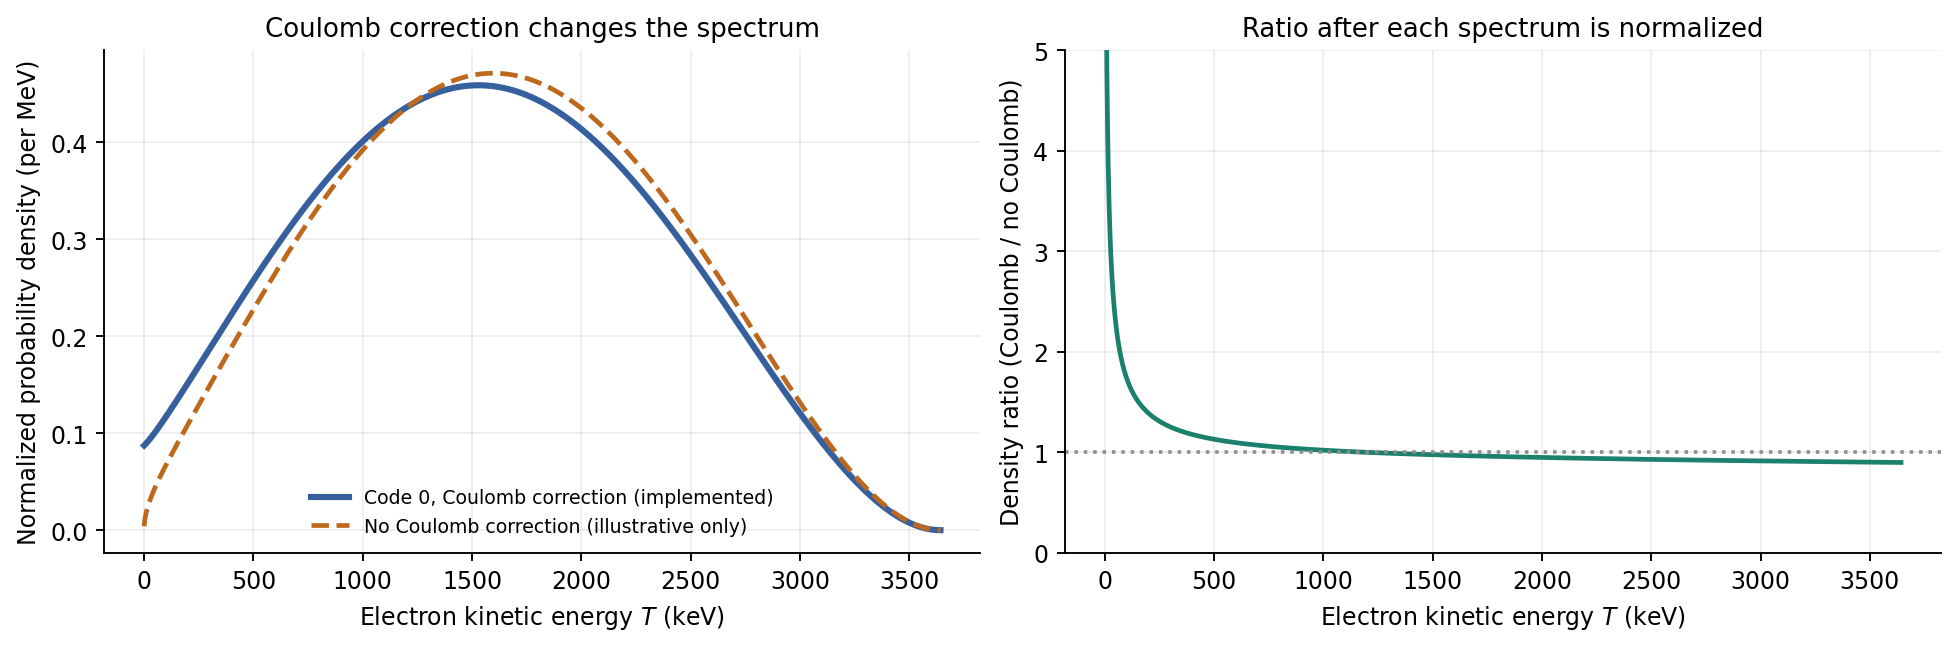 Coulomb correction changes the spectrum
Normalized probability density (per MeV)
0.4
0.3
0.2
0.1
0.0
Code 0, Coulomb correction (implemented)
No Coulomb correction (illustrative only)
0 500 1000 1500 2000 2500 3000 3500
Electron kinetic energy T (keV)
Ratio after each spectrum is normalized
Density ratio (Coulomb / no Coulomb)
5
4
3
2
1
0
0 500 1000 1500 2000 2500 3000 3500
Electron kinetic energy T (keV)